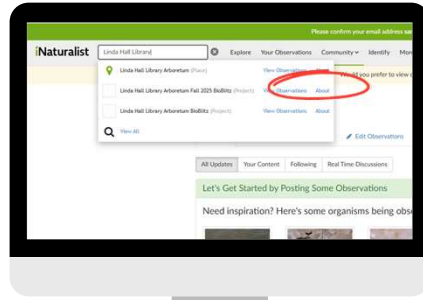 Please confirm your email address
iNaturalist Linda Hall Library Explore Your Observations Community Identify
Linda Hall Library Arboretum (Place) View Observations About
Would you prefer to view
Linda Hall Library Arboretum Fall 2025 BioBlitz (Project) View Observations About
Linda Hall Library Arboretum BioBlitz (Project) View Observations About
View All
Edit Observations
All Updates Your Content Following Real Time Discussions
Let's Get Started by Posting Some Observations
Need inspiration? Here's some organisms being